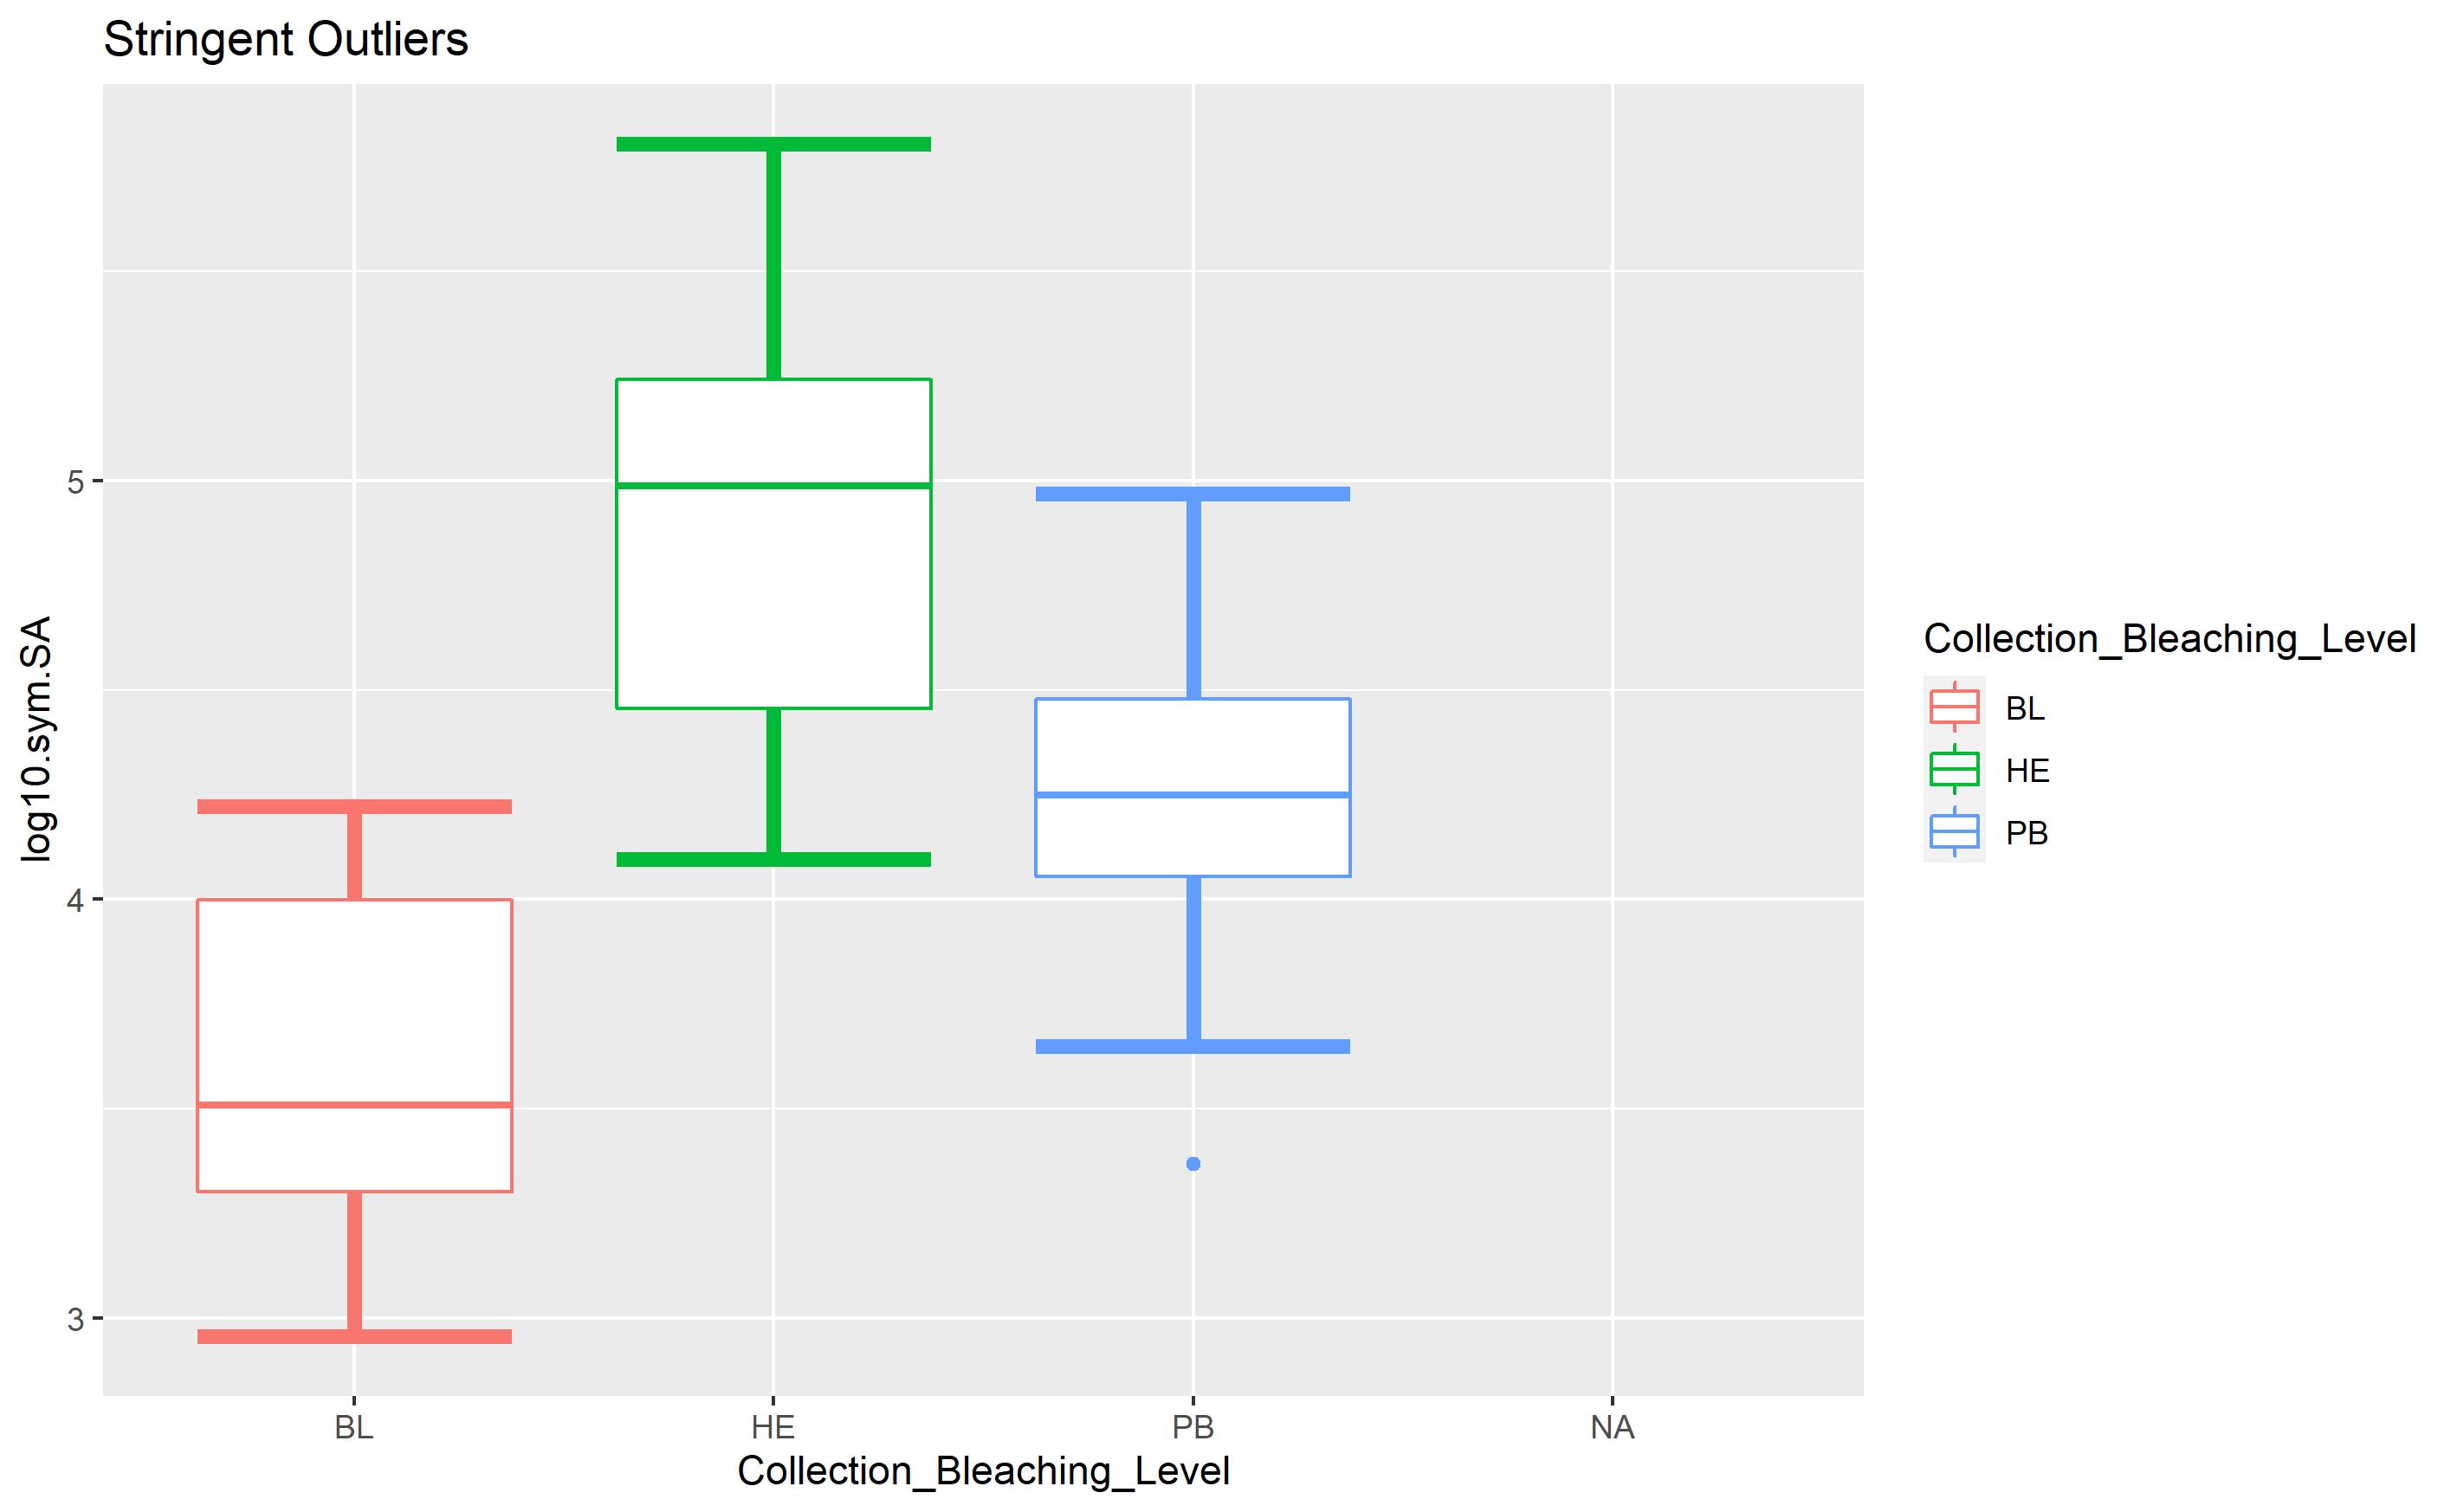 Stringent Outliers
log10.sym.SA
5
4
3
BL
HE
PB
NA
Collection_Bleaching_Level
Collection_Bleaching_Level
BL
HE
PB